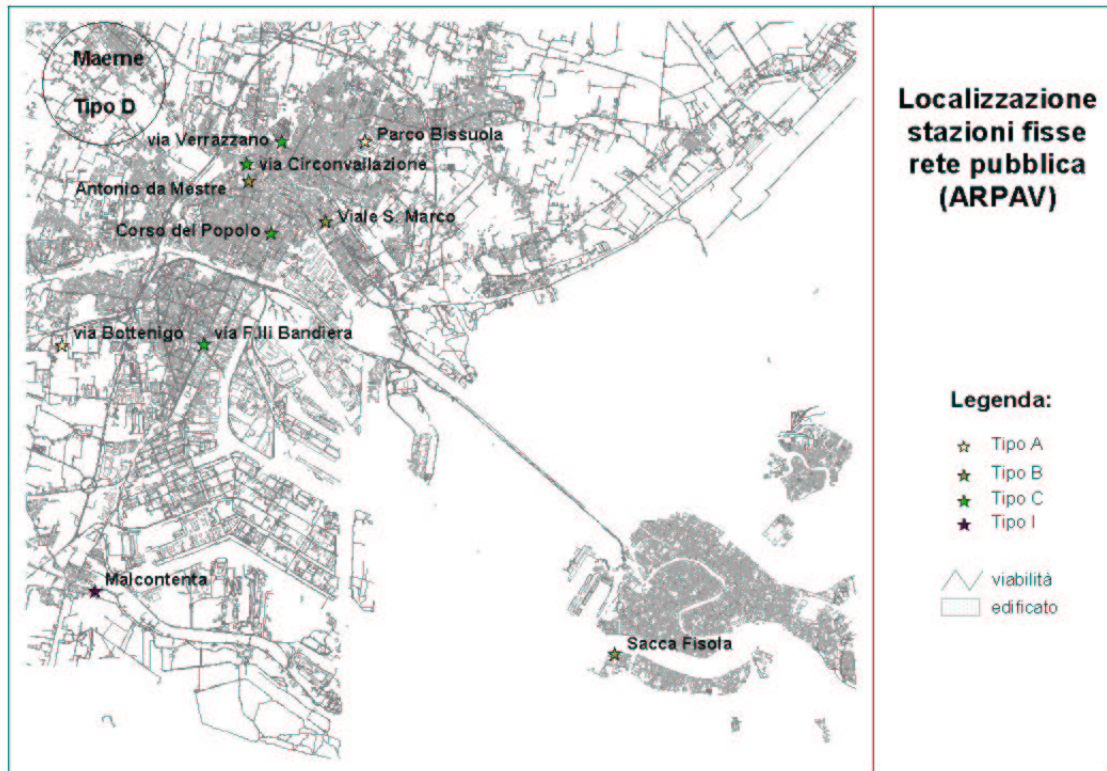 Maerne
Tipo D
via Verrazzano
Parco Bissuola
via Circonvallazione
Antonio da Mestre
Viale S. Marco
Corso del Popolo
via Bottenigo
via F.lli Bandiera
Malcontenta
Sacca Fisola
Localizzazione
stazioni fisse
rete pubblica
(ARPAV)
Legenda:
Tipo A
Tipo B
Tipo C
Tipo I
viabilità
edificato